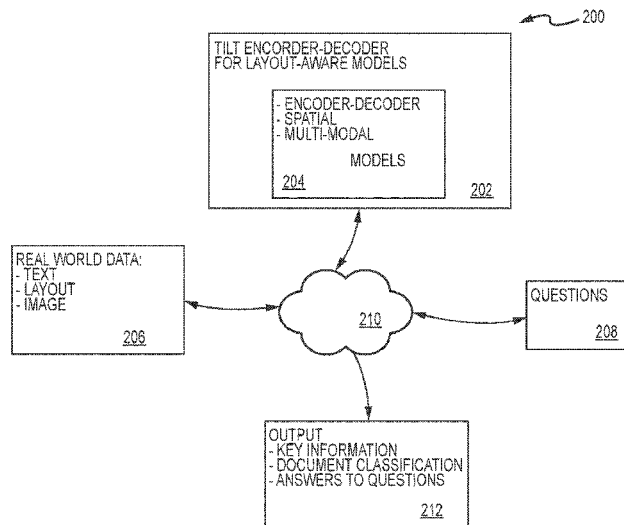 200
TILT ENCORDER-DECODER
FOR LAYOUT-AWARE MODELS
- ENCODER-DECODER
- SPATIAL
- MULTI-MODAL
MODELS
204
202
REAL WORLD DATA:
- TEXT
- LAYOUT
- IMAGE
206
210
QUESTIONS
208
OUTPUT
- KEY INFORMATION
- DOCUMENT CLASSIFICATION
- ANSWERS TO QUESTIONS
212